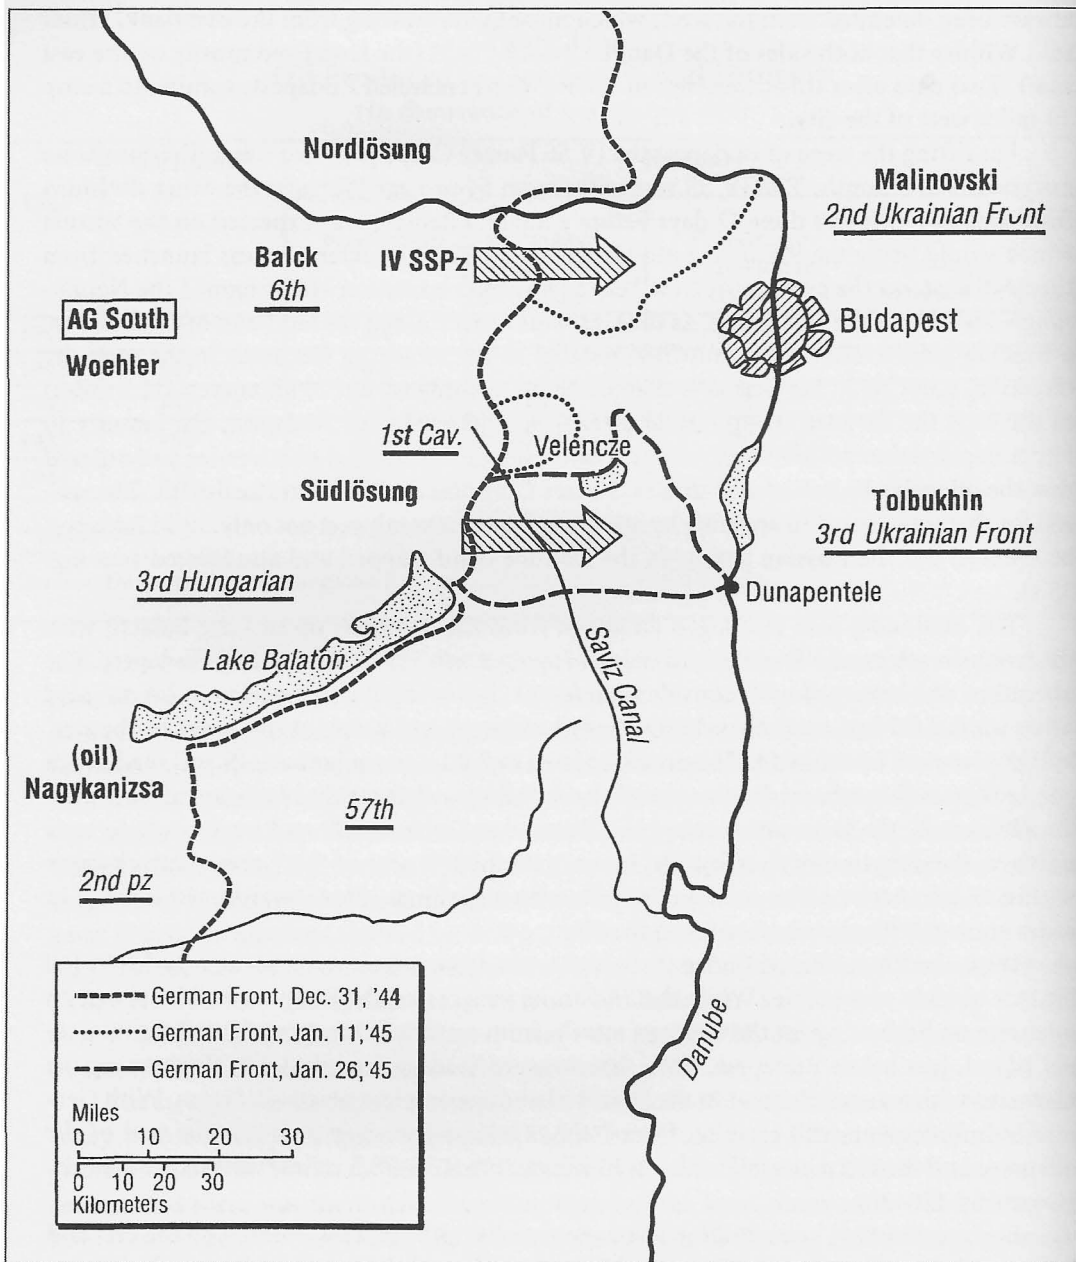 Nordlösung
Malinovski
2nd Ukrainian Front
Balck
6th
IV SSPz
AG South
Woehler
Budapest
1st Cav.
Velencze
Südlösung
Tolbukhin
3rd Ukrainian Front
3rd Hungarian
Dunapentele
Lake Balaton
Saviz Canal
(oil)
Nagykanizsa
57th
2nd pz
Danube
German Front, Dec. 31,'44
German Front, Jan. 11,'45
German Front, Jan. 26,'45
Miles
0 10 20 30
0 10 20 30
Kilometers